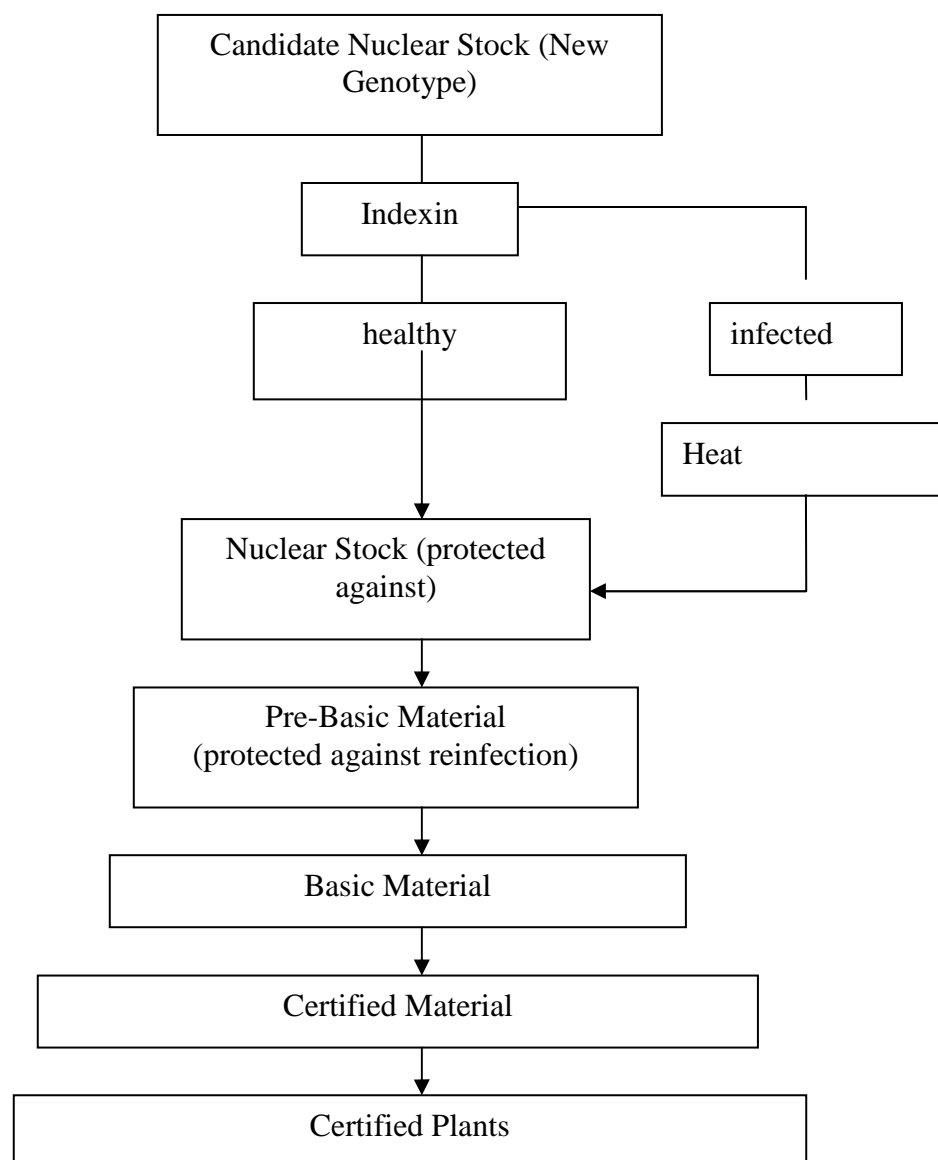 Candidate Nuclear Stock (New
Genotype)
Indexin
healthy
infected
Heat
Nuclear Stock (protected
against)
Pre-Basic Material
(protected against reinfection)
Basic Material
Certified Material
Certified Plants